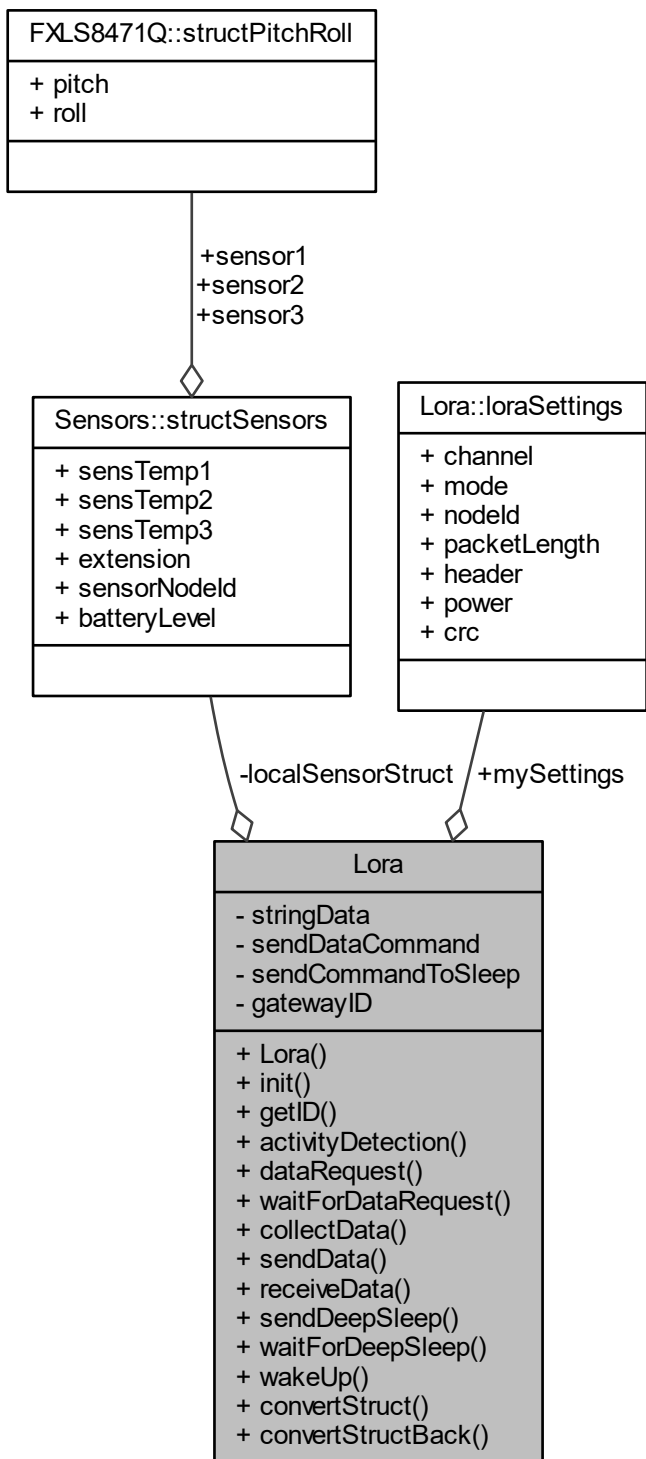 FXLS8471Q::structPitchRoll
+ pitch
+ roll
+sensor1
+sensor2
+sensor3
Sensors::structSensors
+ sensTemp1
+ sensTemp2
+ sensTemp3
+ extension
+ sensorNodeId
+ batteryLevel
Lora::loraSettings
+ channel
+ mode
+ nodeId
+ packetLength
+ header
+ power
+ crc
-localSensorStruct
+mySettings
Lora
- stringData
- sendDataCommand
- sendCommandToSleep
- gatewayID
+ Lora()
+ init()
+ getID()
+ activityDetection()
+ dataRequest()
+ waitForDataRequest()
+ collectData()
+ sendData()
+ receiveData()
+ sendDeepSleep()
+ waitForDeepSleep()
+ wakeUp()
+ convertStruct()
+ convertStructBack()